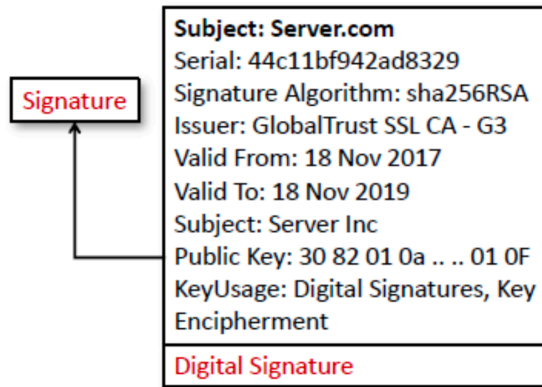 Signature
Subject: Server.com
Serial: 44c11bf942ad8329
Signature Algorithm: sha256RSA
Issuer: GlobalTrust SSL CA - G3
Valid From: 18 Nov 2017
Valid To: 18 Nov 2019
Subject: Server Inc
Public Key: 30 82 01 0a .. .. 01 0F
KeyUsage: Digital Signatures, Key
Encipherment
Digital Signature